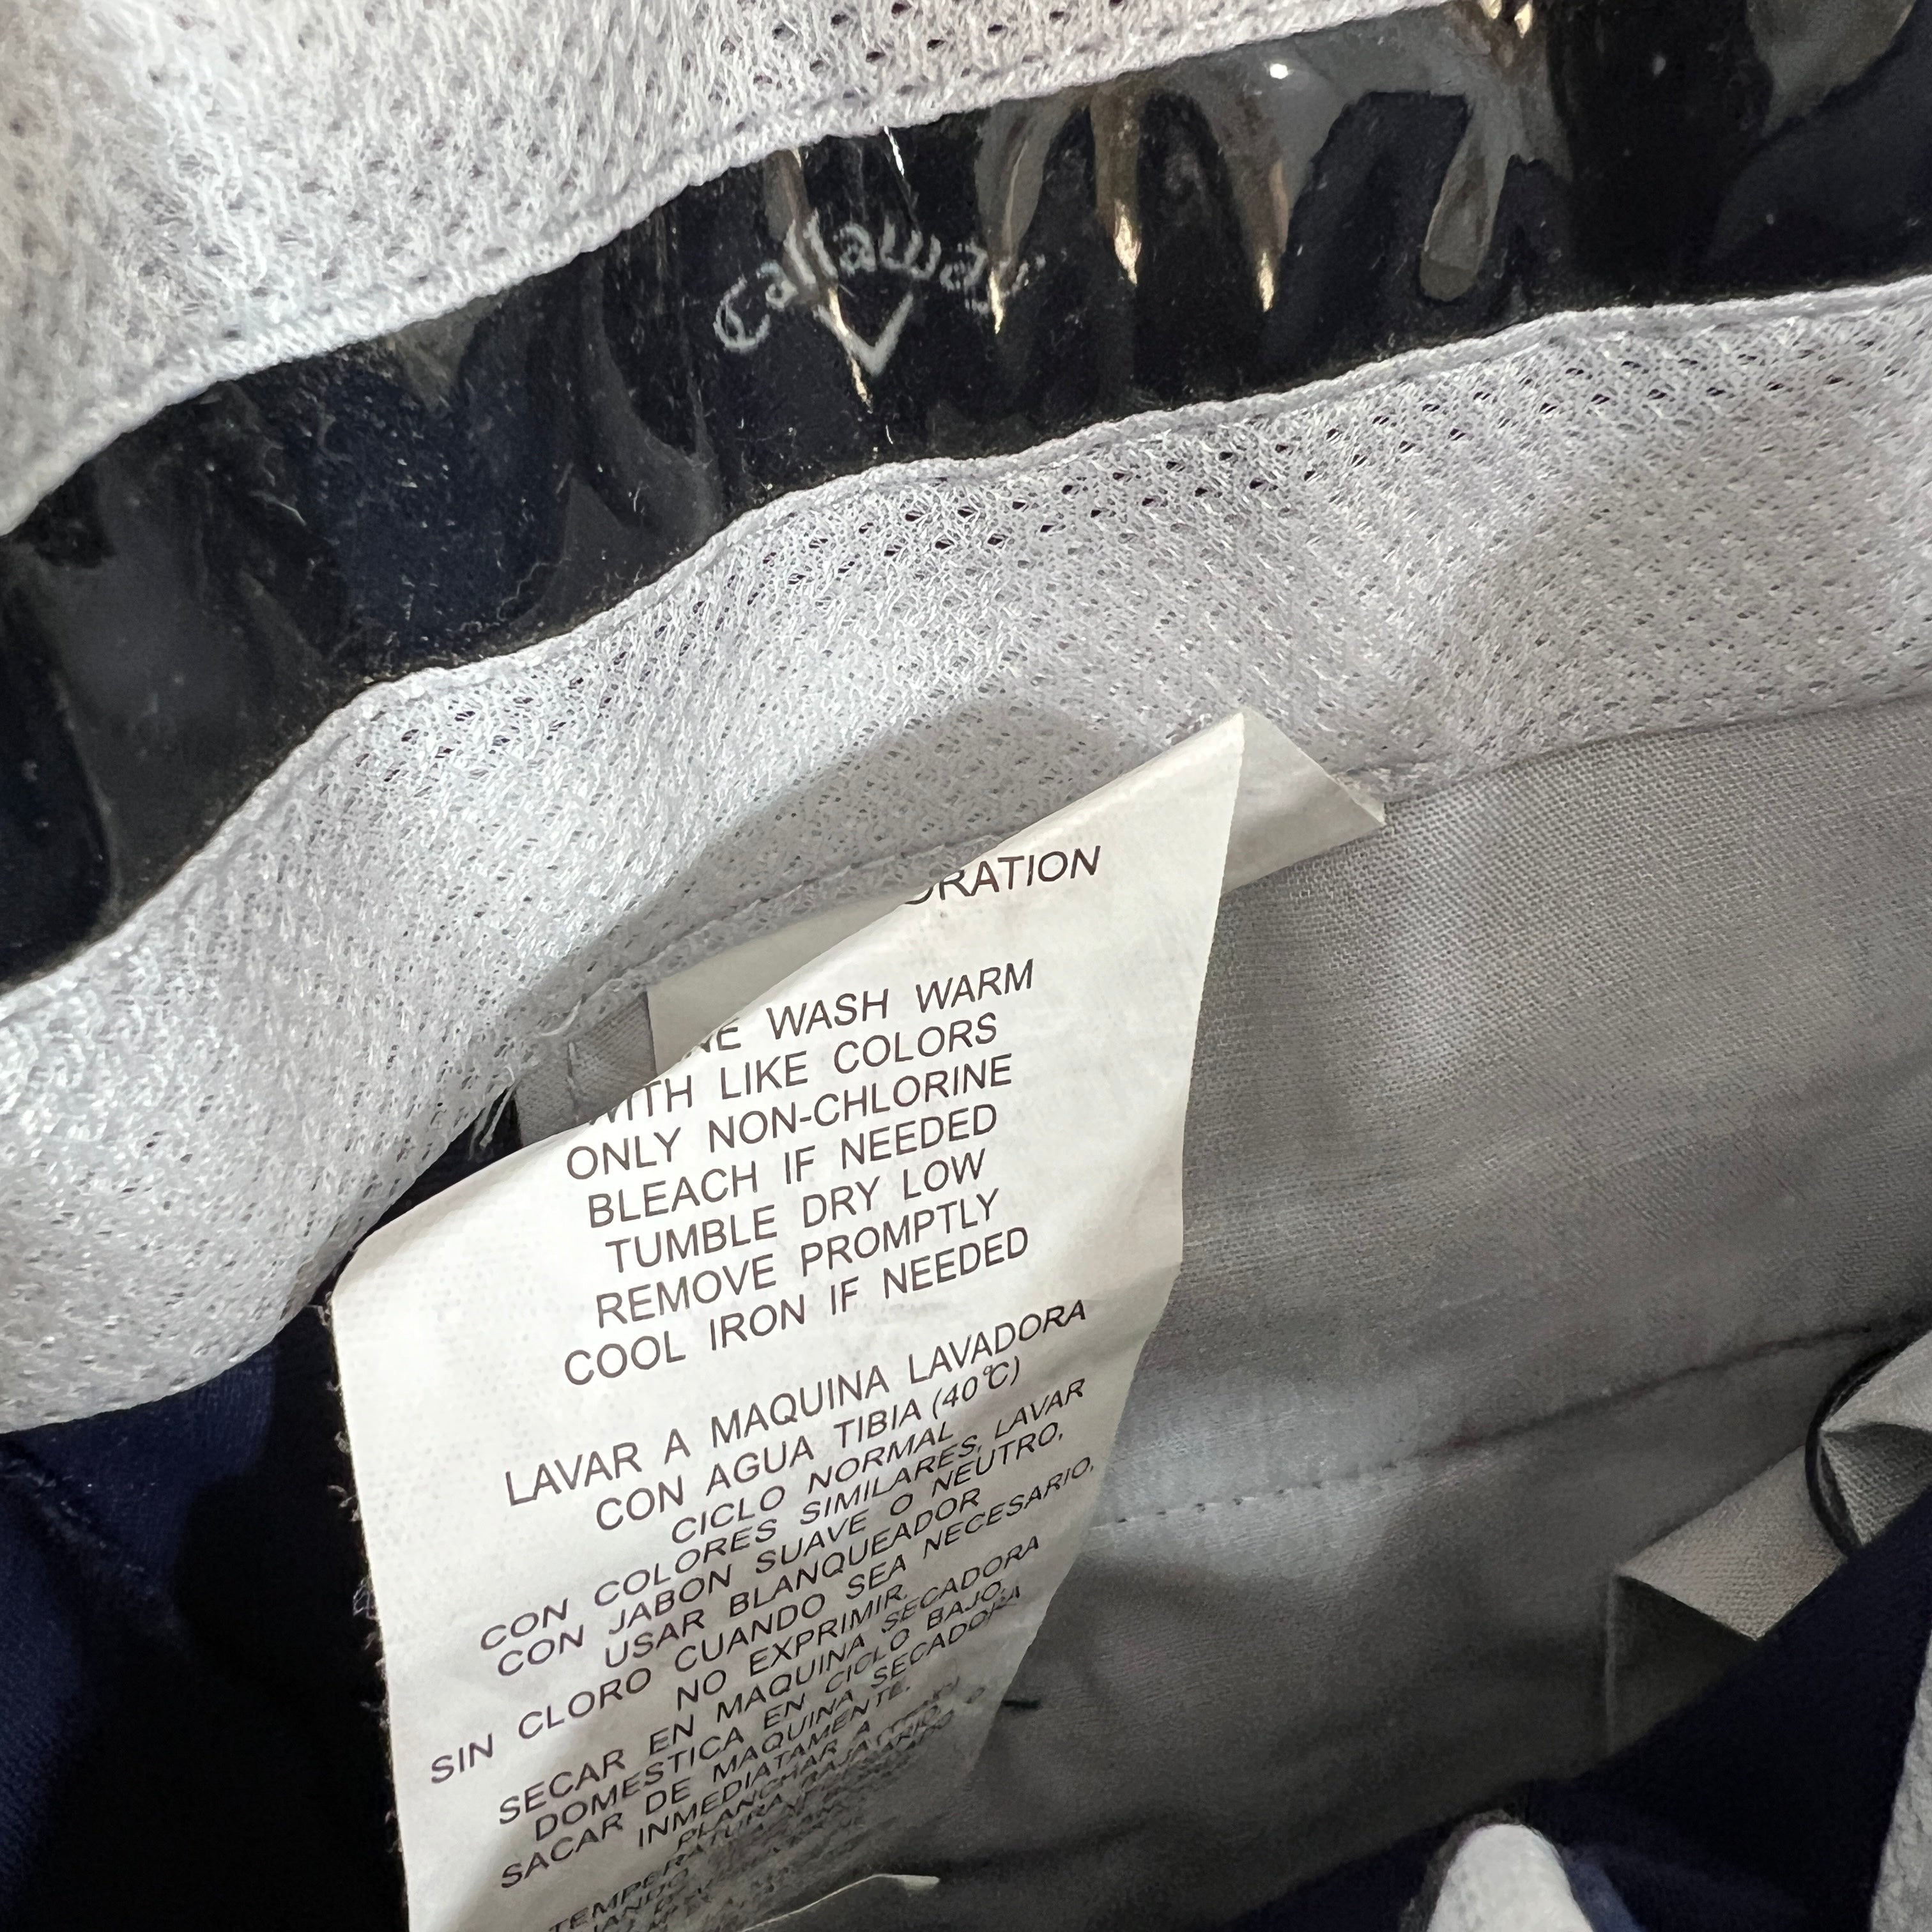 Callaway
WASH WARM
WITH LIKE COLORS
ONLY NON-CHLORINE
BLEACH IF NEEDED
TUMBLE DRY LOW
REMOVE PROMPTLY
COOL IRON IF NEEDED
LAVAR A MAQUINA LAVADORA
CON AGUA TIBIA (40°C)
CICLO NORMAL
CON COLORES SIMILARES, LAVAR
CON JABON SUAVE O NEUTRO,
USAR BLANQUEADOR
SIN CLORO CUANDO SEA NECESARIO,
NO EXPRIMIR.
SECAR EN MAQUINA SECADORA
DOMESTICA EN CICLO BAJO,
SACAR DE MAQUINA SECADORA
INMEDIATAMENTE.
PLANCHAR A